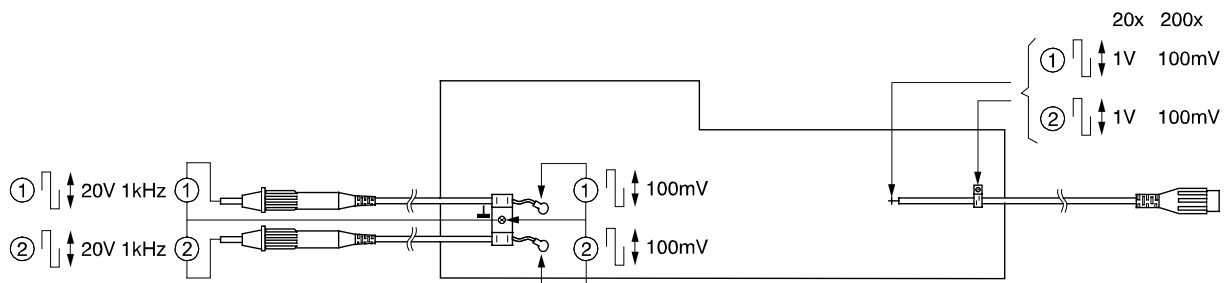 20x 200x
① 1V 100mV
② 1V 100mV
① 20V 1kHz ① ① 100mV
② 20V 1kHz ② ② 100mV